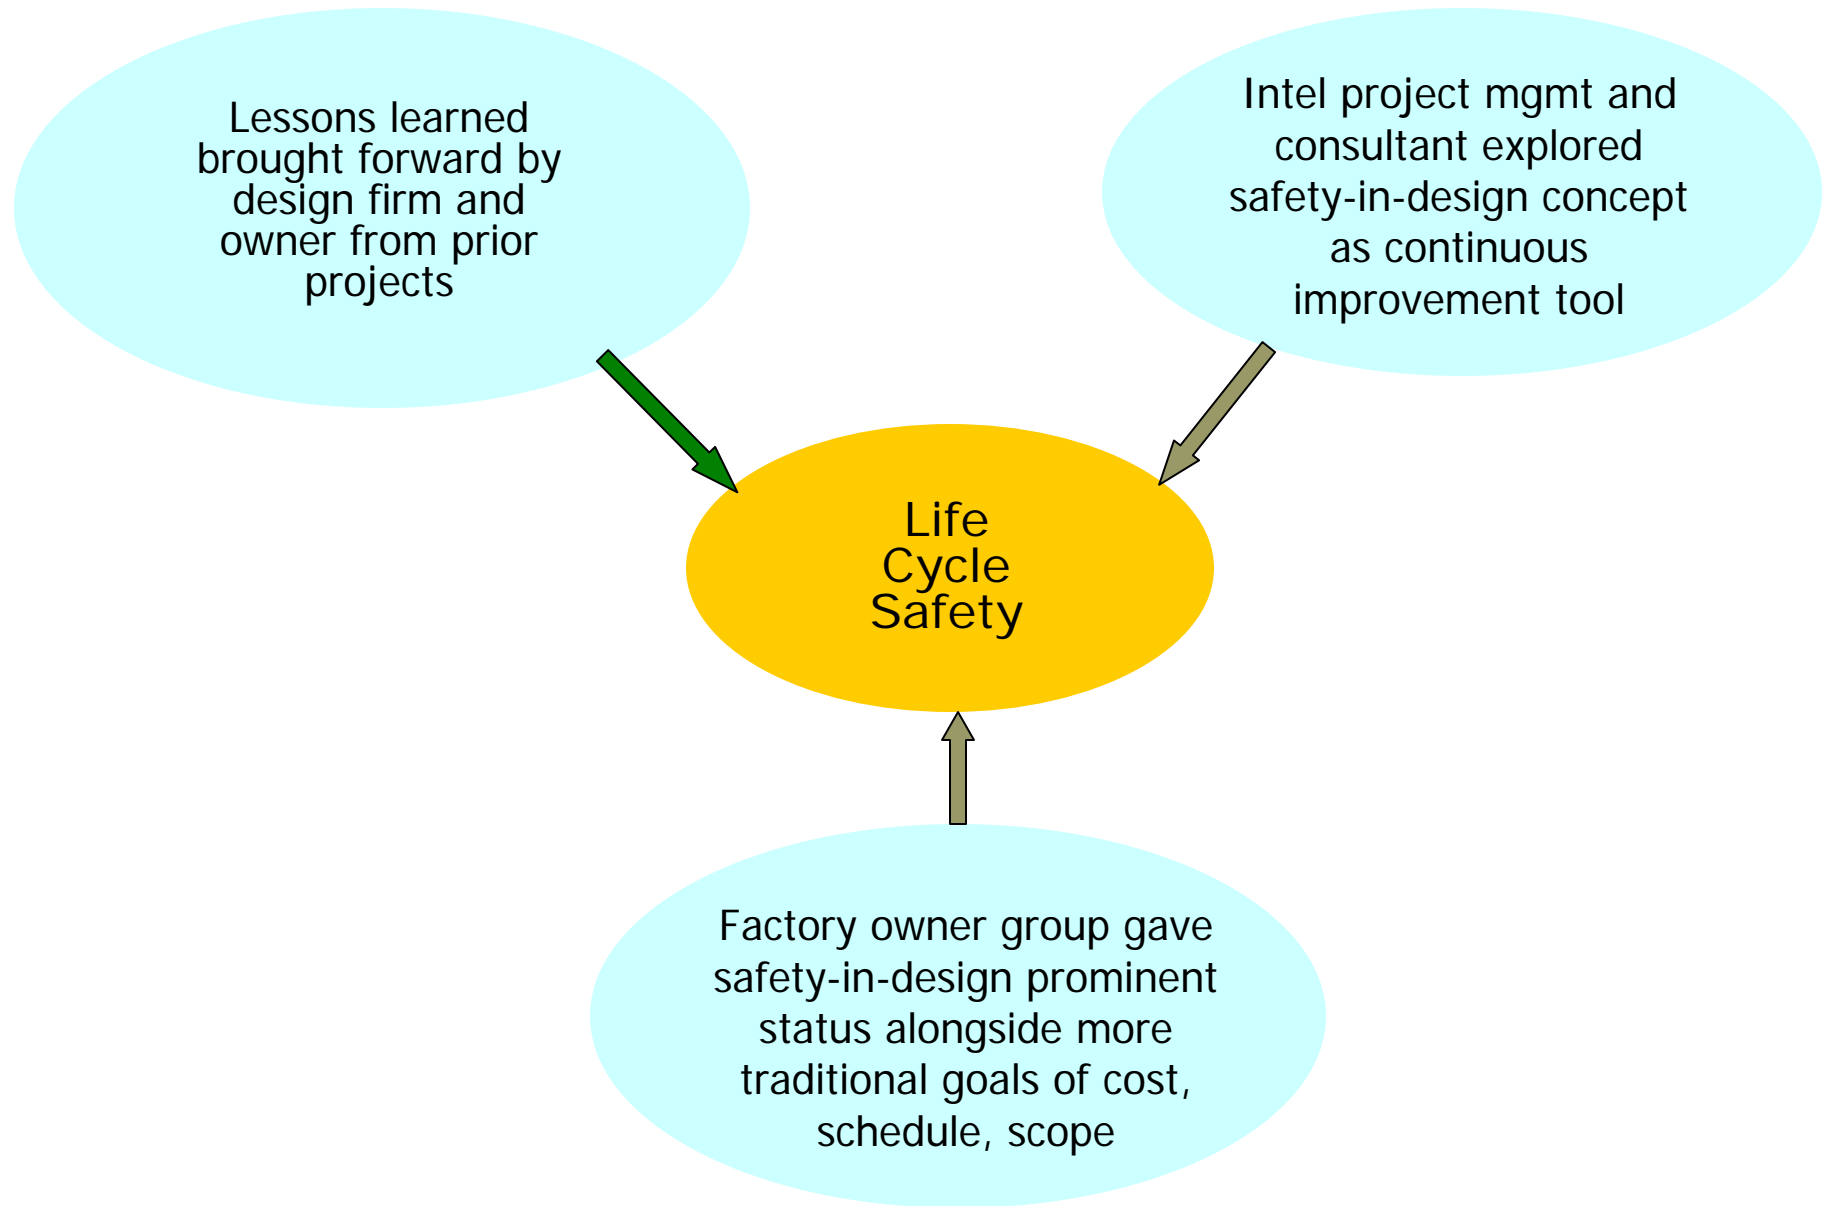 Lessons learned
brought forward by
design firm and
owner from prior
projects
Intel project mgmt and
consultant explored
safety-in-design concept
as continuous
improvement tool
Life
Cycle
Safety
Factory owner group gave
safety-in-design prominent
status alongside more
traditional goals of cost,
schedule, scope